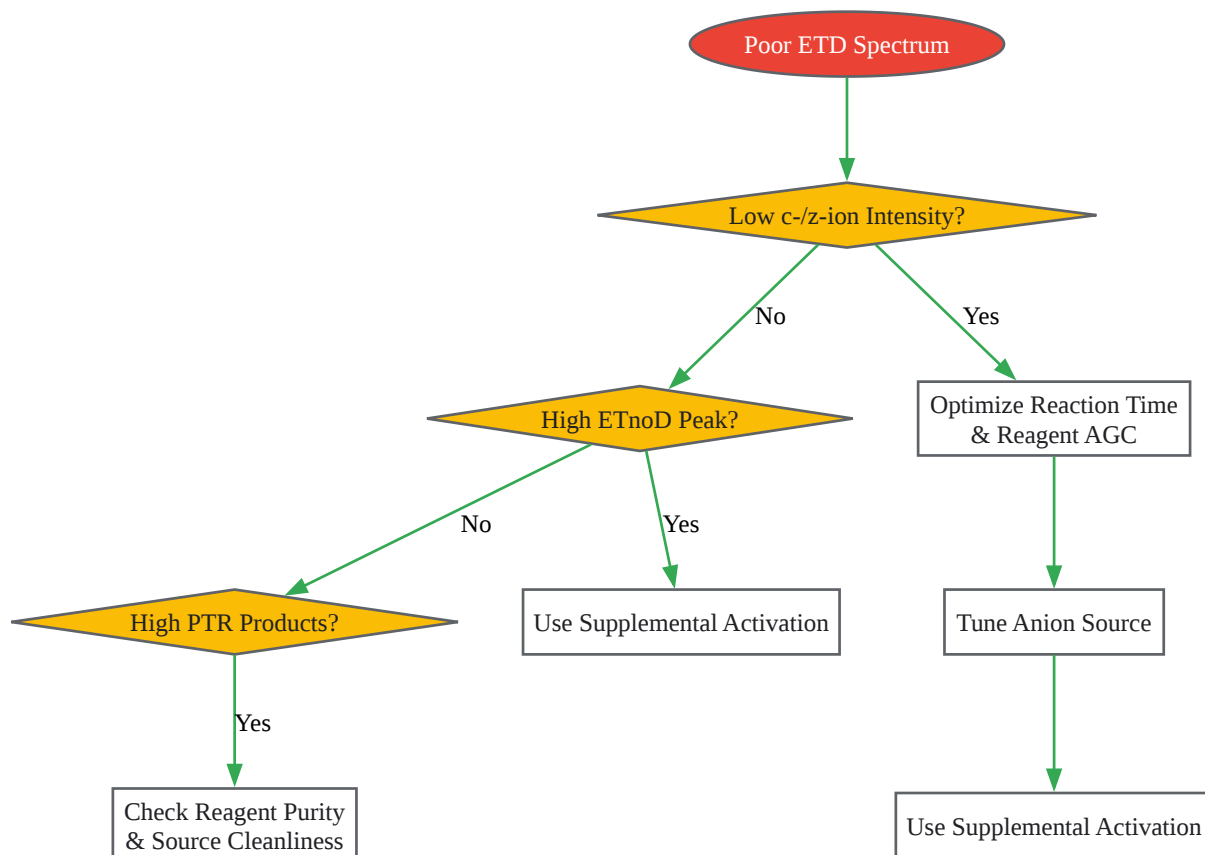 Poor ETD Spectrum
Low c-/z-ion Intensity?
No
Yes
High ETnoD Peak?
Optimize Reaction Time
& Reagent AGC
No
Yes
High PTR Products?
Use Supplemental Activation
Tune Anion Source
Yes
Check Reagent Purity
& Source Cleanliness
Use Supplemental Activation